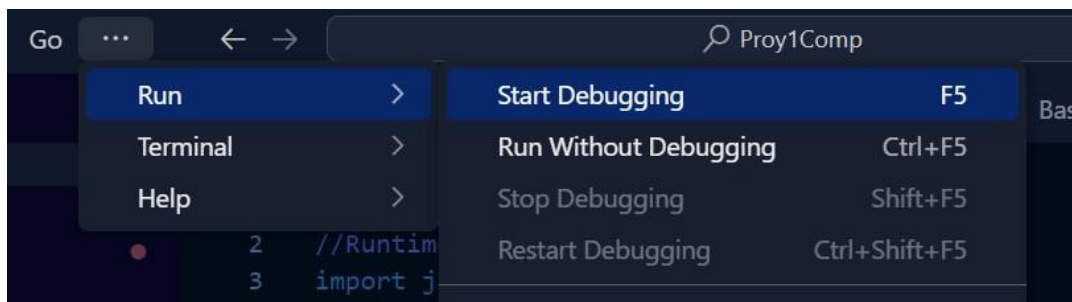 Go ··· ← → Proy1Comp
Run > Start Debugging F5
Bas
Terminal > Run Without Debugging Ctrl+F5
Help > Stop Debugging Shift+F5
2 //Runtim Restart Debugging Ctrl+Shift+F5
3 import j